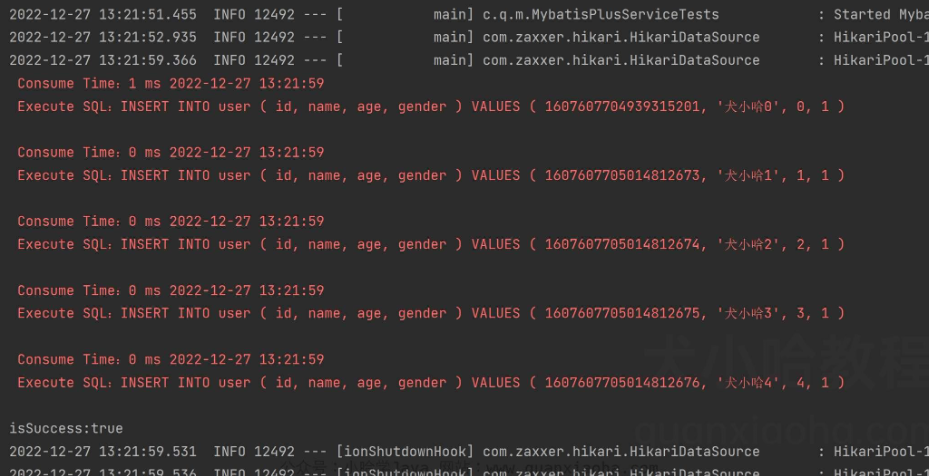 2022-12-27 13:21:51.455  INFO 12492 --- [           main] c.q.m.MybatisPlusServiceTests            : Started Myba
2022-12-27 13:21:52.935  INFO 12492 --- [           main] com.zaxxer.hikari.HikariDataSource       : HikariPool-1
2022-12-27 13:21:59.366  INFO 12492 --- [           main] com.zaxxer.hikari.HikariDataSource       : HikariPool-1
Consume Time：1 ms 2022-12-27 13:21:59
Execute SQL：INSERT INTO user ( id, name, age, gender ) VALUES ( 1607607704939315201, '犬小哈0', 0, 1 )
Consume Time：0 ms 2022-12-27 13:21:59
Execute SQL：INSERT INTO user ( id, name, age, gender ) VALUES ( 1607607705014812673, '犬小哈1', 1, 1 )
Consume Time：0 ms 2022-12-27 13:21:59
Execute SQL：INSERT INTO user ( id, name, age, gender ) VALUES ( 1607607705014812674, '犬小哈2', 2, 1 )
Consume Time：0 ms 2022-12-27 13:21:59
Execute SQL：INSERT INTO user ( id, name, age, gender ) VALUES ( 1607607705014812675, '犬小哈3', 3, 1 )
Consume Time：0 ms 2022-12-27 13:21:59
Execute SQL：INSERT INTO user ( id, name, age, gender ) VALUES ( 1607607705014812676, '犬小哈4', 4, 1 )
犬小哈教程
isSuccess:true
quanxiaoha.com
2022-12-27 13:21:59.531  INFO 12492 --- [ionShutdownHook] com.zaxxer.hikari.HikariDataSource       : HikariPool-1
2022-12-27 13:21:59.536  INFO 12492 --- [ionShutdownHook] com.zaxxer.hikari.HikariDataSource       : HikariPool-1